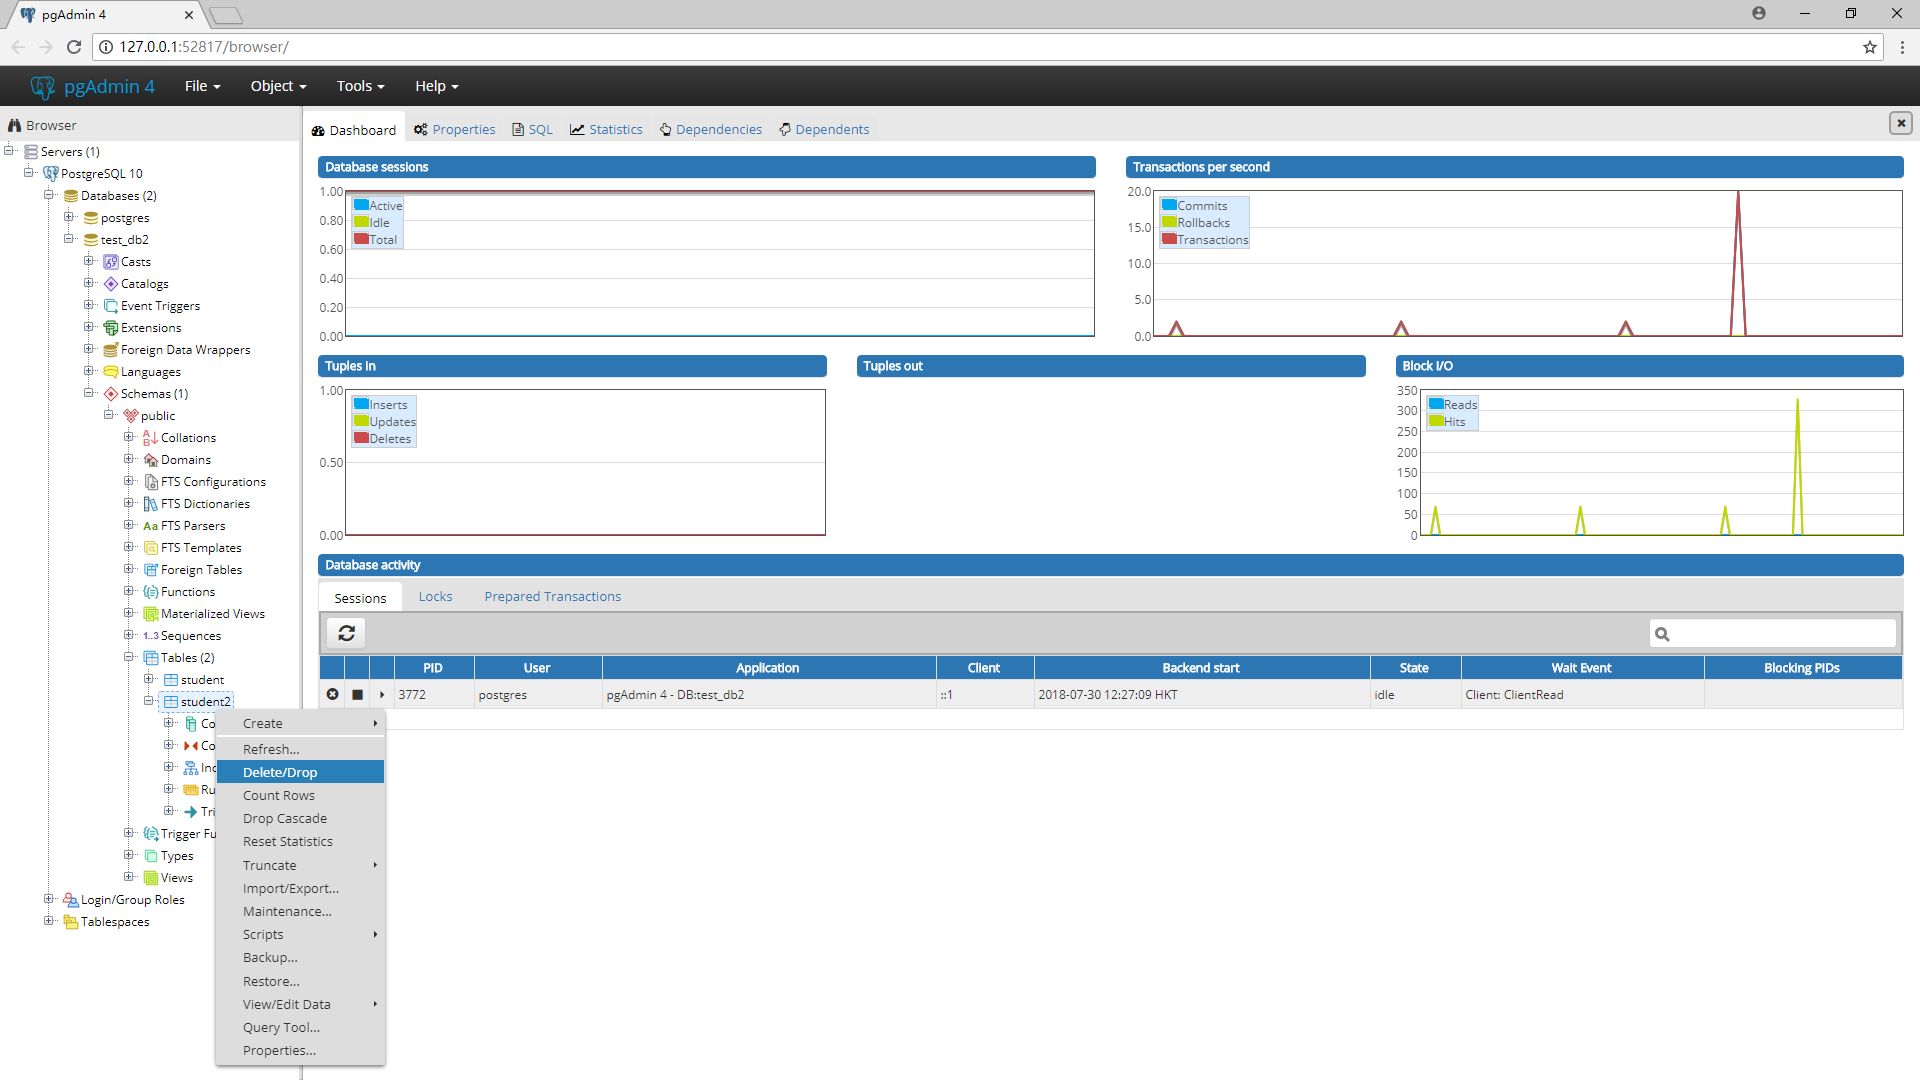 pgAdmin 4
127.0.0.1:52817/browser/
pgAdmin 4 File Object Tools Help
Browser
Servers (1)
PostgreSQL 10
Databases (2)
postgres
test_db2
Casts
Catalogs
Event Triggers
Extensions
Foreign Data Wrappers
Languages
Schemas (1)
public
Collations
Domains
FTS Configurations
FTS Dictionaries
Aa FTS Parsers
FTS Templates
Foreign Tables
Functions
Materialized Views
1..3 Sequences
Tables (2)
student
student2
Co
Co
Inc
Ru
Tri
Trigger Fu
Types
Views
Login/Group Roles
Tablespaces
Create
Refresh...
Delete/Drop
Count Rows
Drop Cascade
Reset Statistics
Truncate
Import/Export...
Maintenance...
Scripts
Backup...
Restore...
View/Edit Data
Query Tool...
Properties...
Dashboard Properties SQL Statistics Dependencies Dependents
Database sessions
1.00
0.80
0.60
0.40
0.20
0.00
Active
Idle
Total
Transactions per second
20.0
15.0
10.0
5.0
0.0
Commits
Rollbacks
Transactions
Tuples in
1.00
0.50
0.00
Inserts
Updates
Deletes
Tuples out
Block I/O
350
300
250
200
150
100
50
0
Reads
Hits
Database activity
Sessions Locks Prepared Transactions
PID User Application Client Backend start State Wait Event Blocking PIDs
3772 postgres pgAdmin 4 - DB:test_db2 ::1 2018-07-30 12:27:09 HKT idle Client: ClientRead